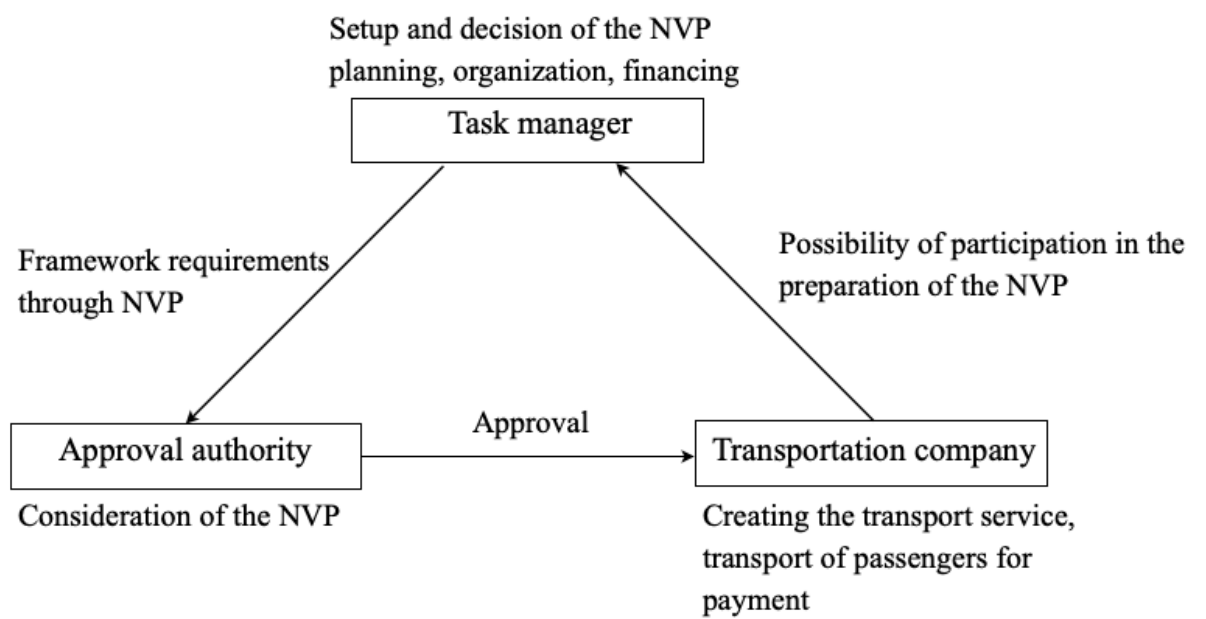 Setup and decision of the NVP
planning, organization, financing
Task manager
Framework requirements
through NVP
Possibility of participation in the
preparation of the NVP
Approval
Approval authority
Transportation company
Consideration of the NVP
Creating the transport service,
transport of passengers for
payment